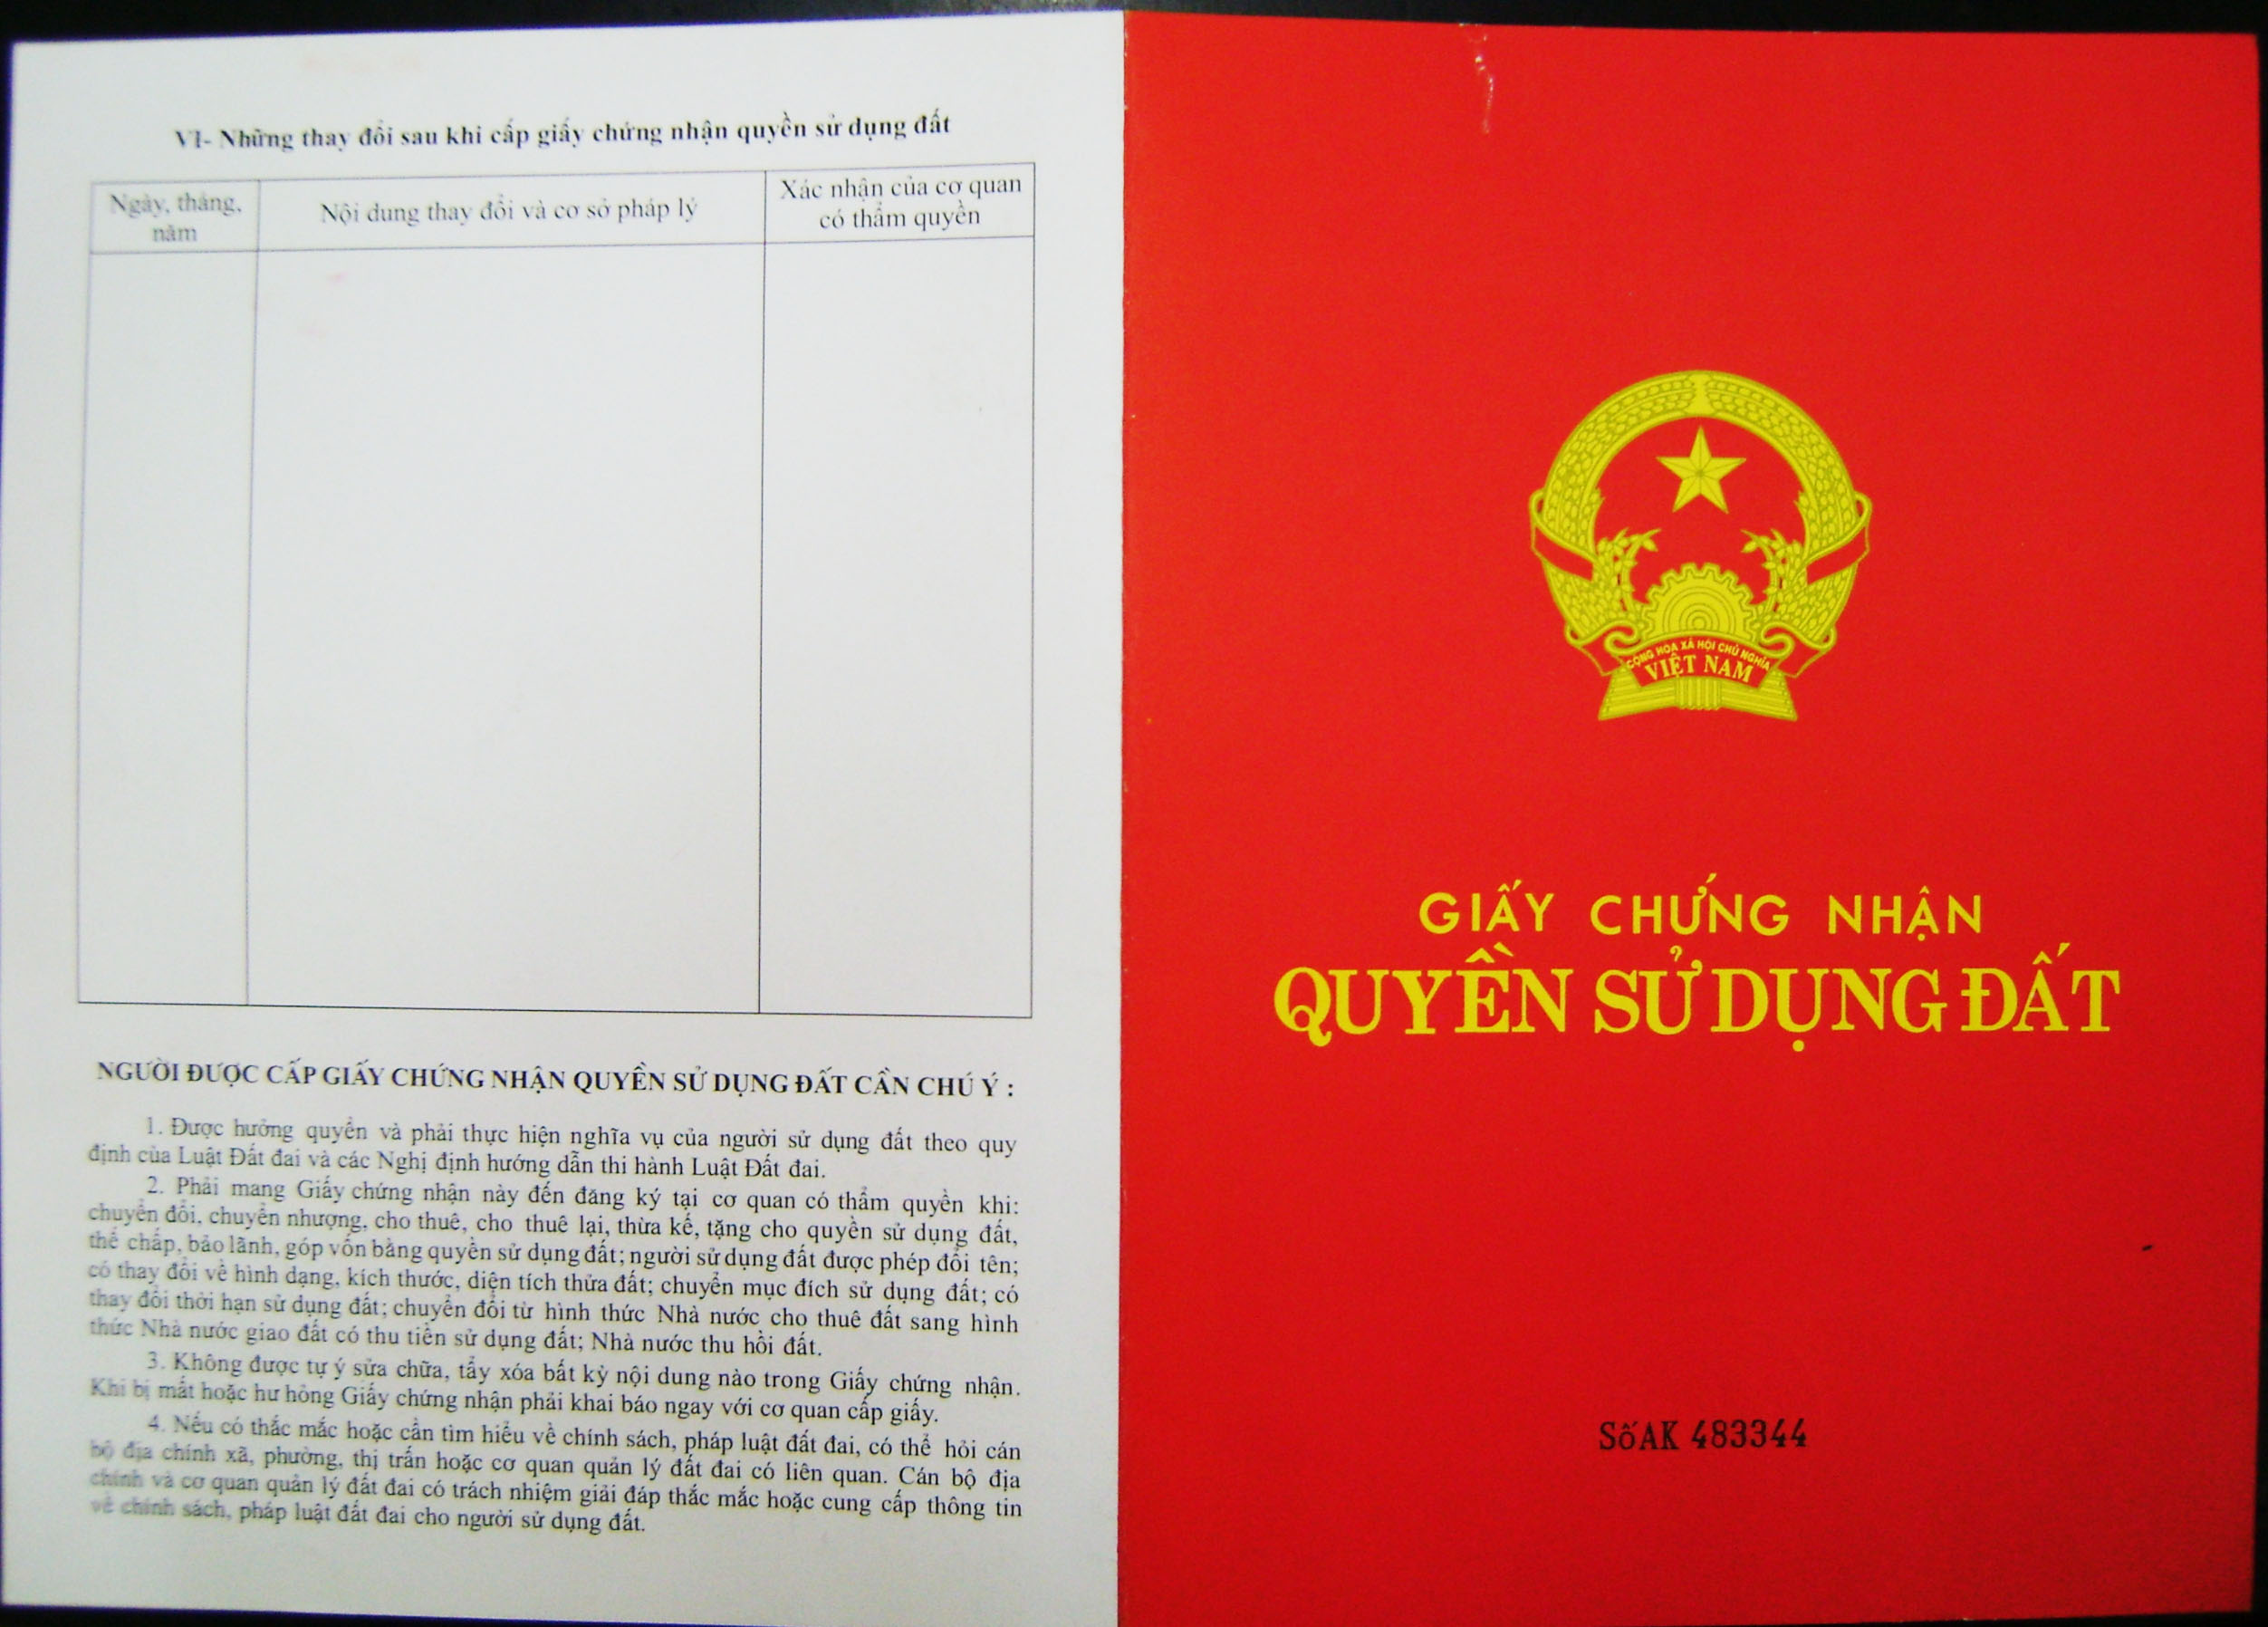 VI- Những thay đổi sau khi cấp giấy chứng nhận quyền sử dụng đất
Ngày, tháng,
năm
Nội dung thay đổi và cơ sở pháp lý
Xác nhận của cơ quan
có thẩm quyền
NGƯỜI ĐƯỢC CẤP GIẤY CHỨNG NHẬN QUYỀN SỬ DỤNG ĐẤT CẦN CHÚ Ý :
1. Được hưởng quyền và phải thực hiện nghĩa vụ của người sử dụng đất theo quy
định của Luật Đất đai và các Nghị định hướng dẫn thi hành Luật Đất đai.
2. Phải mang Giấy chứng nhận này đến đăng ký tại cơ quan có thẩm quyền khi:
chuyển đổi, chuyển nhượng, cho thuê, cho thuê lại, thừa kế, tặng cho quyền sử dụng đất,
thế chấp, bảo lãnh, góp vốn bằng quyền sử dụng đất; người sử dụng đất được phép đổi tên;
có thay đổi về hình dạng, kích thước, diện tích thửa đất; chuyển mục đích sử dụng đất; có
thay đổi thời hạn sử dụng đất; chuyển đổi từ hình thức Nhà nước cho thuê đất sang hình
thức Nhà nước giao đất có thu tiền sử dụng đất; Nhà nước thu hồi đất.
3. Không được tự ý sửa chữa, tẩy xóa bất kỳ nội dung nào trong Giấy chứng nhận.
Khi bị mất hoặc hư hỏng Giấy chứng nhận phải khai báo ngay với cơ quan cấp giấy.
4. Nếu có thắc mắc hoặc cần tìm hiểu về chính sách, pháp luật đất đai, có thể hỏi cán
bộ địa chính xã, phường, thị trấn hoặc cơ quan quản lý đất đai có liên quan. Cán bộ địa
chính và cơ quan quản lý đất đai có trách nhiệm giải đáp thắc mắc hoặc cung cấp thông tin
về chính sách, pháp luật đất đai cho người sử dụng đất.
CỘNG HÒA XÃ HỘI CHỦ NGHĨA
VIỆT NAM
GIẤY CHỨNG NHẬN
QUYỀN SỬ DỤNG ĐẤT
Số AK 483344